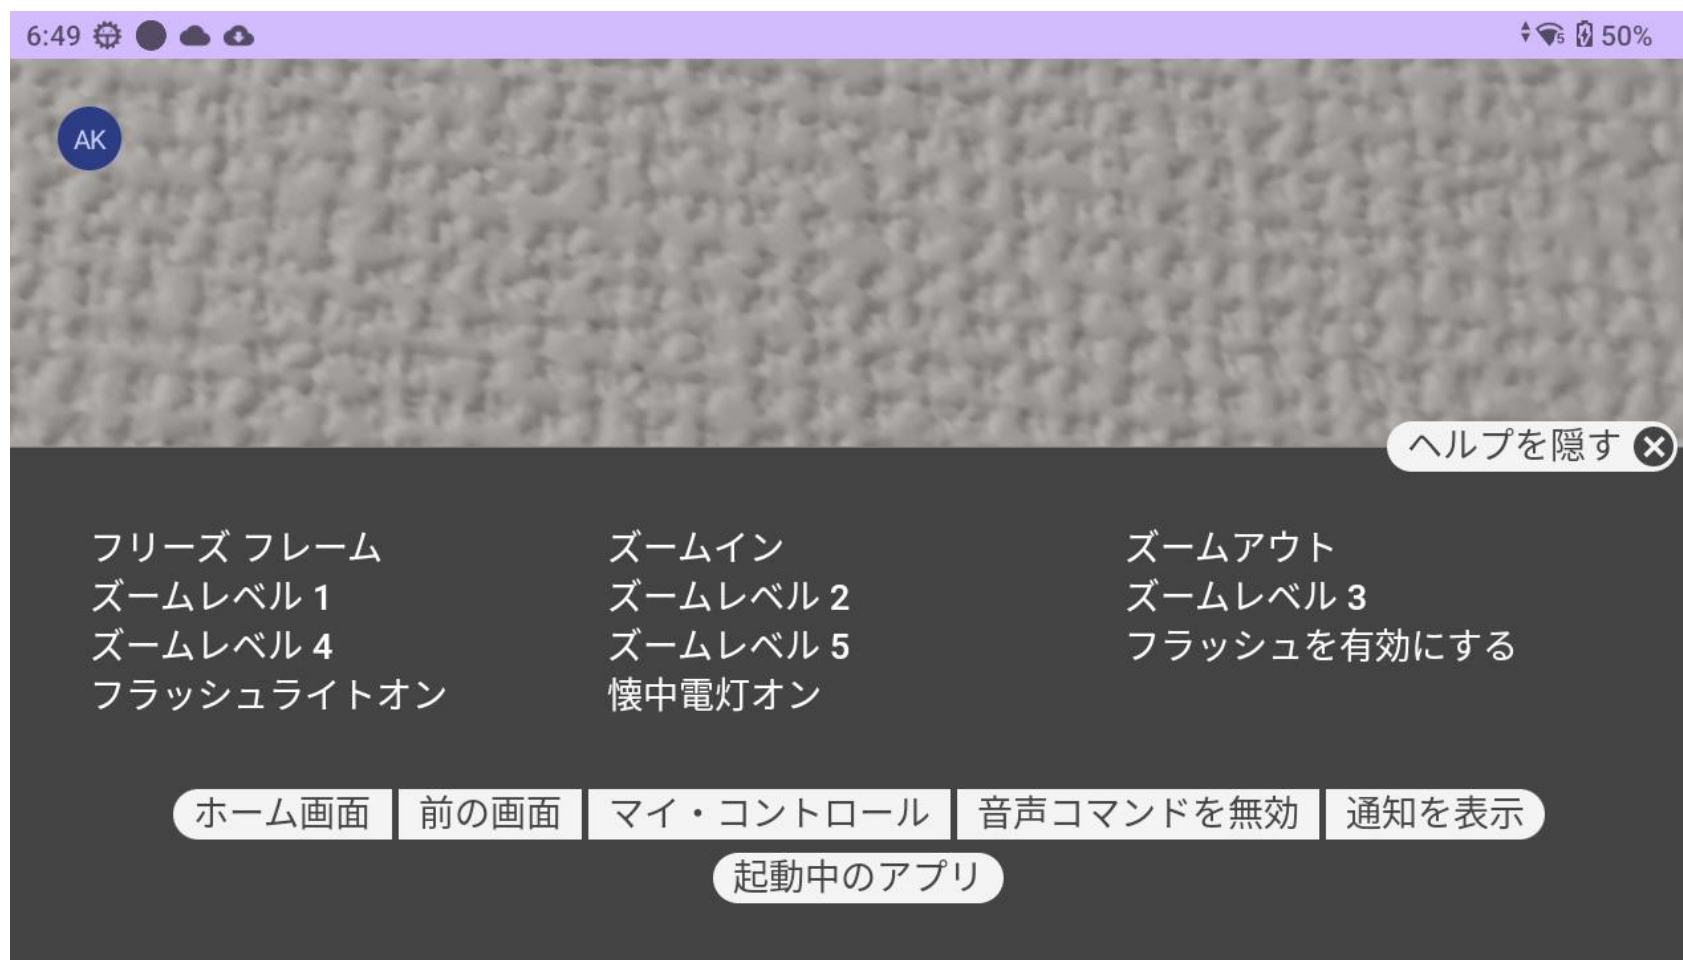 6:49 50%
AK
ヘルプを隠す
フリーズ フレーム ズームイン ズームアウト
ズームレベル 1 ズームレベル 2 ズームレベル 3
ズームレベル 4 ズームレベル 5 フラッシュを有効にする
フラッシュライトオン 懐中電灯オン
ホーム画面 前の画面 マイ・コントロール 音声コマンドを無効 通知を表示
起動中のアプリ